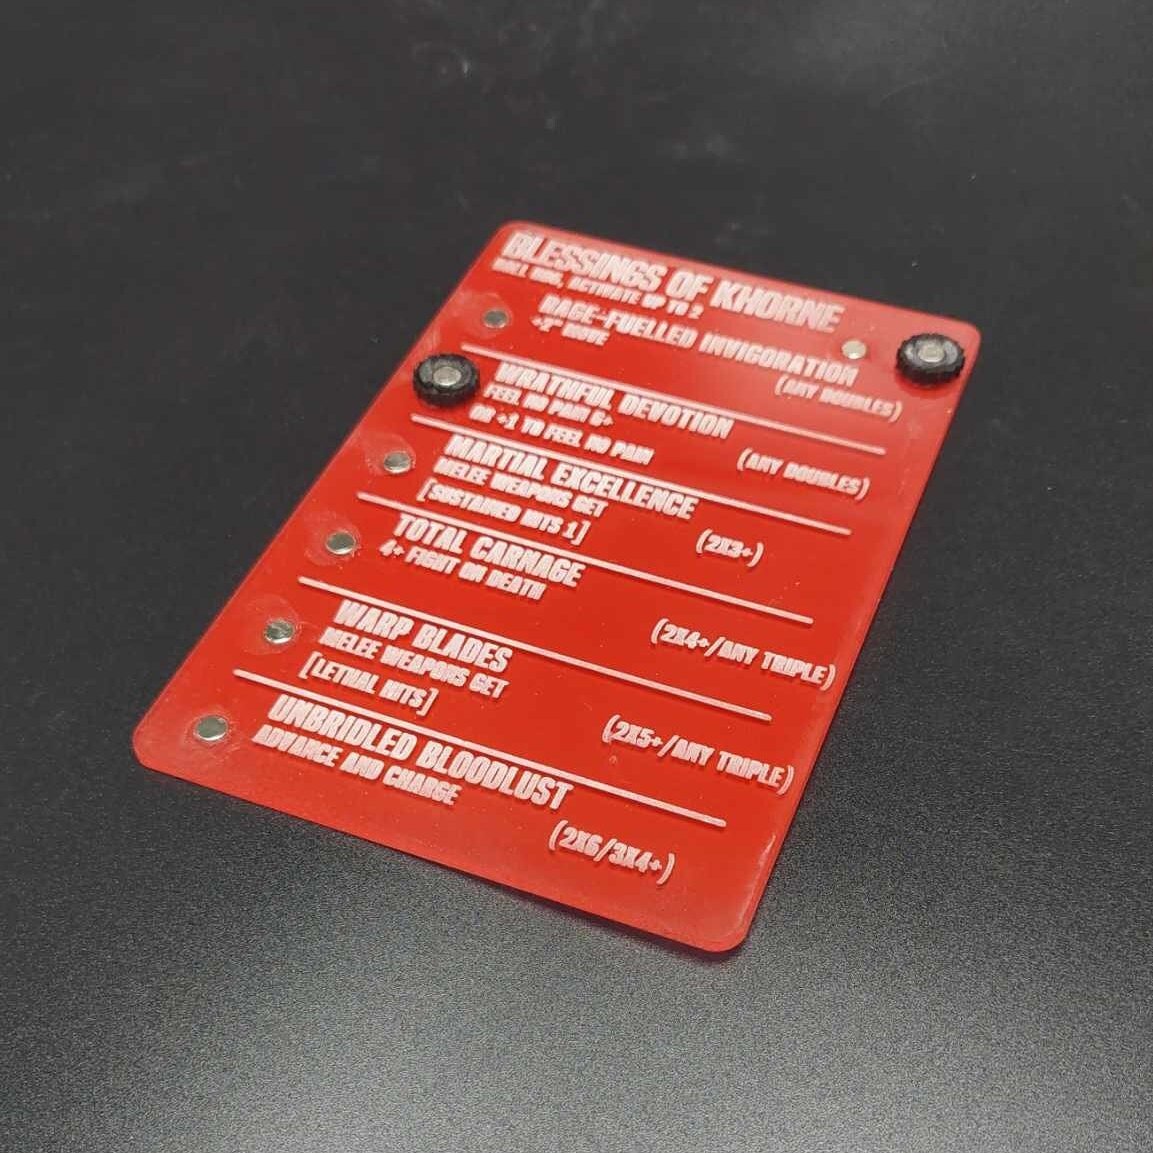 BLESSINGS OF KHORNE
ROLL 8D6, ACTIVATE UP TO 2
RAGE-FUELLED INVIGORATION
+2" MOVE
(ANY DOUBLES)
WRATHFUL DEVOTION
FEEL NO PAIN 6+
OR +1 TO FEEL NO PAIN
(ANY DOUBLES)
MARTIAL EXCELLENCE
MELEE WEAPONS GET
[SUSTAINED HITS 1]
(2X3+)
TOTAL CARNAGE
4+ FIGHT ON DEATH
(2X4+/ANY TRIPLE)
WARP BLADES
MELEE WEAPONS GET
[LETHAL HITS]
(2X5+/ANY TRIPLE)
UNBRIDLED BLOODLUST
ADVANCE AND CHARGE
(2X6/3X4+)